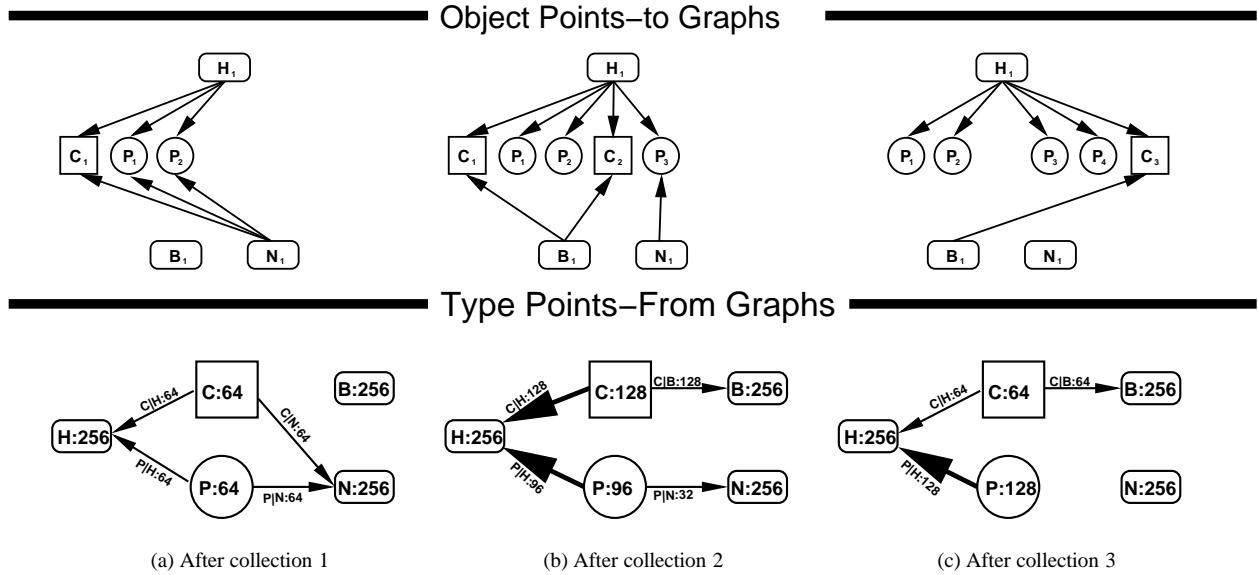 Object Points–to Graphs
H1 H1 H1
C1 P1 P2 C1 P1 P2 C2 P3 P1 P2 P3 P4 C3
B1 N1 B1 N1 B1 N1
Type Points–From Graphs
C:64 B:256 C:128 B:256 C:64 B:256
C|H:64 C|N:64 C|H:128 C|B:128 C|H:64 C|B:64
H:256 H:256 H:256
P|H:64 P|N:64 P|H:96 P|N:32 P|H:128
P:64 N:256 P:96 N:256 P:128 N:256
(a) After collection 1 (b) After collection 2 (c) After collection 3